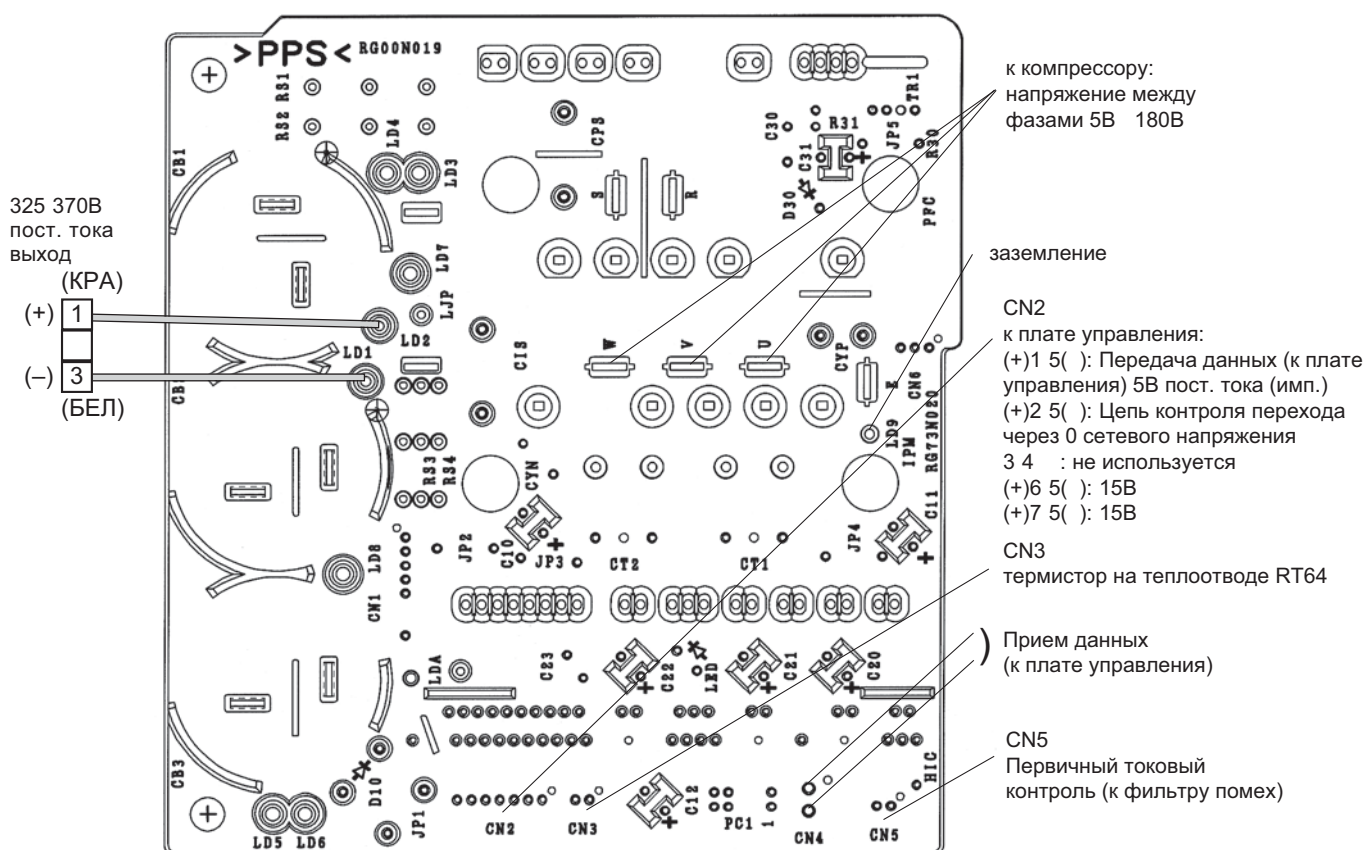 >PPS< RG00N019
RS1
RS2
LD4
LD3
CB1
CPS
S
R
C30
R31
C31
D30
JP5
TR1
R30
PFC
к компрессору:
напряжение между
фазами 5В 180В
325 370В
пост. тока
выход
(КРА)
(+) 1
(–) 3
(БЕЛ)
LD7
LJP
LD2
LD1
CIS
W
V
U
CYP
E
CN6
LD9
IPM
RG73N020
заземление
CN2
к плате управления:
(+)1 5( ): Передача данных (к плате
управления) 5В пост. тока (имп.)
(+)2 5( ): Цепь контроля перехода
через 0 сетевого напряжения
3 4 : не используется
(+)6 5( ): 15В
(+)7 5( ): 15В
RS3
RS4
CYN
C10
JP2
JP3
CT2
CT1
JP4
C11
LD8
CN1
CN3
термистор на теплоотводе RT64
LDA
C23
C22
LED
C21
C20
) Прием данных
(к плате управления)
CB3
D10
JP1
LD5 LD6
CN2
CN3
C12
PC1
1
CN4
CN5
HIC
CN5
Первичный токовый
контроль (к фильтру помех)